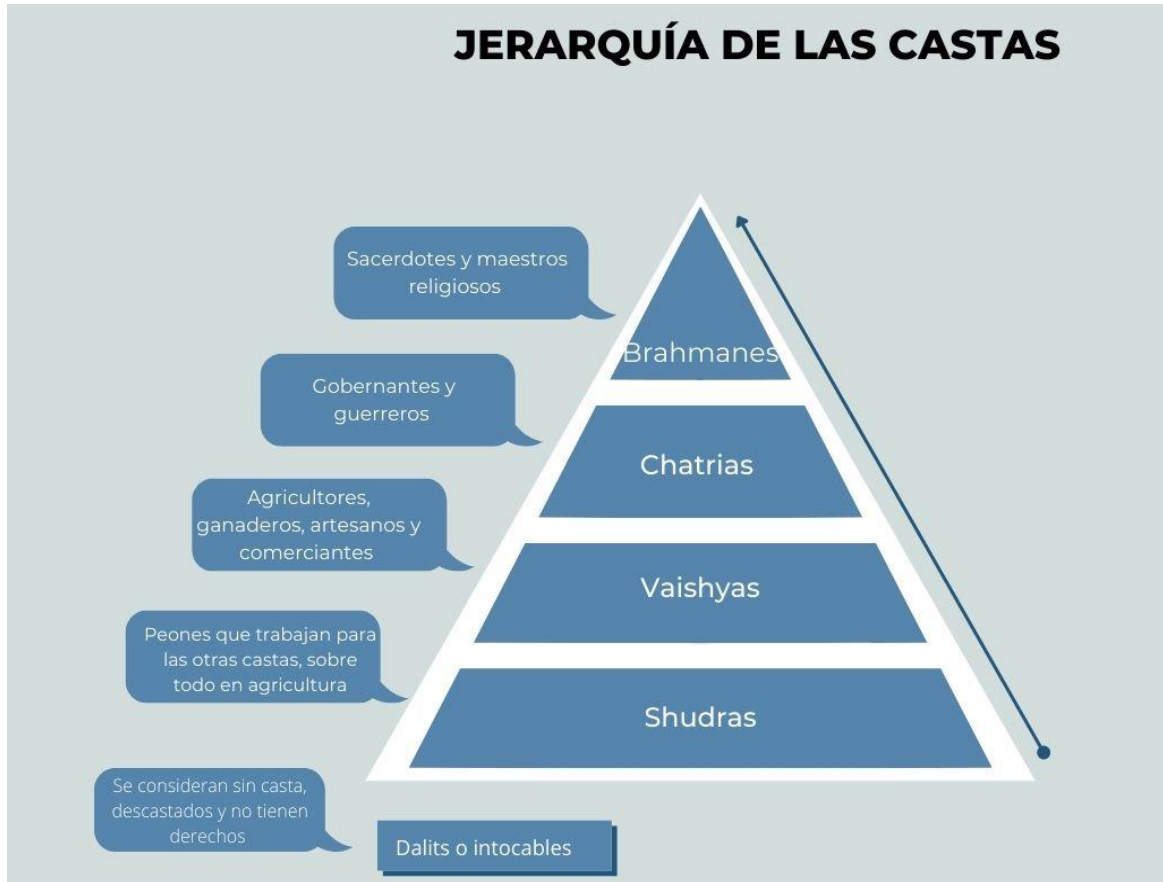 JERARQUÍA DE LAS CASTAS
Sacerdotes y maestros
religiosos
Brahmanes
Gobernantes y
guerreros
Chatrias
Agricultores,
ganaderos, artesanos y
comerciantes
Vaishyas
Peones que trabajan para
las otras castas, sobre
todo en agricultura
Shudras
Se consideran sin casta,
descastados y no tienen
derechos
Dalits o intocables